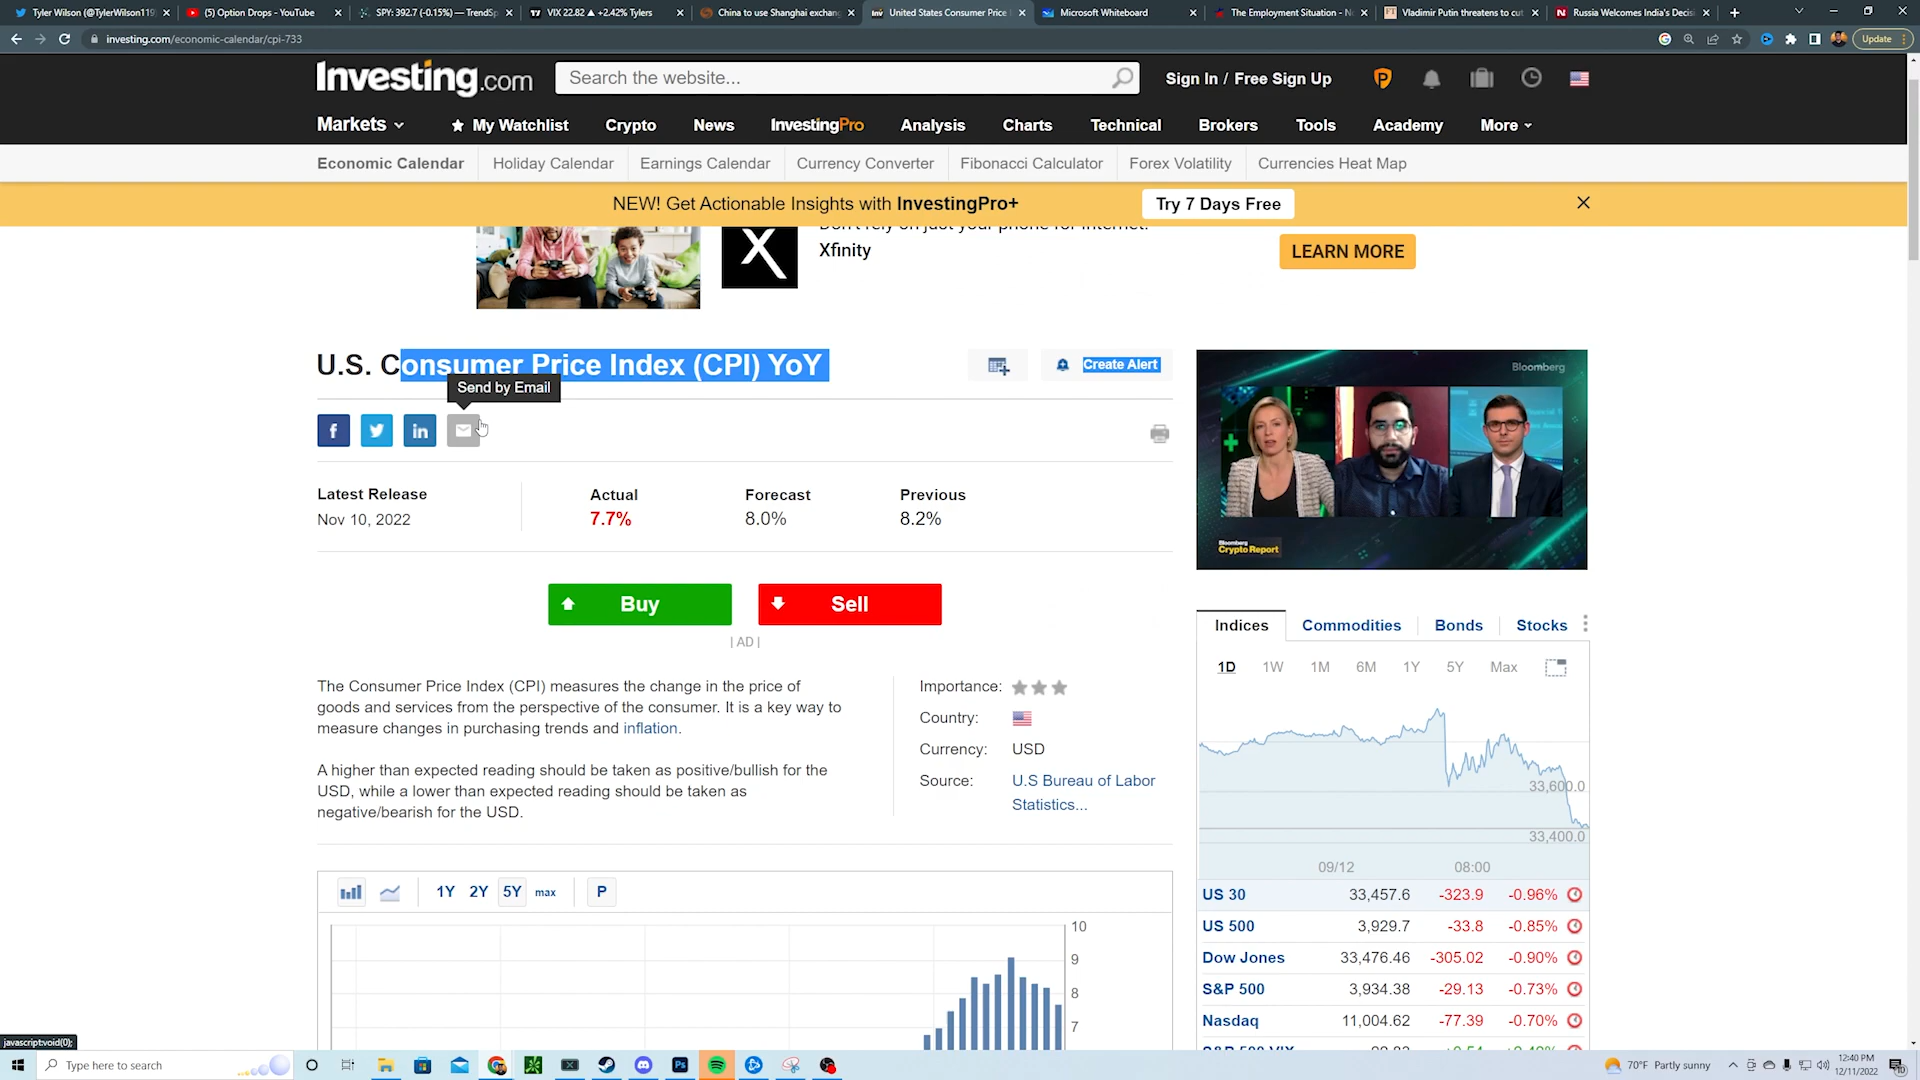 Tyler Wilson (@TylerWilson119
(5) Option Drops - YouTube
SPY: 392.7 (-0.15%) — TrendSp
VIX 22.82 ▲ +2.42% Tylers
China to use Shanghai exchan
United States Consumer Price
Microsoft Whiteboard
The Employment Situation - No
Vladimir Putin threatens to cut
Russia Welcomes India's Decisi
investing.com/economic-calendar/cpi-733
Update
Investing.com
Search the website...
Sign In / Free Sign Up
Markets
My Watchlist
Crypto
News
InvestingPro
Analysis
Charts
Technical
Brokers
Tools
Academy
More
Economic Calendar
Holiday Calendar
Earnings Calendar
Currency Converter
Fibonacci Calculator
Forex Volatility
Currencies Heat Map
NEW! Get Actionable Insights with InvestingPro+
Try 7 Days Free
Don't rely on just your phone for internet.
Xfinity
X
LEARN MORE
U.S. Consumer Price Index (CPI) YoY
Create Alert
Send by Email
Bloomberg
Bloomberg
Crypto Report
Latest Release
Nov 10, 2022
Actual
7.7%
Forecast
8.0%
Previous
8.2%
Buy
Sell
| AD |
The Consumer Price Index (CPI) measures the change in the price of
goods and services from the perspective of the consumer. It is a key way to
measure changes in purchasing trends and inflation.
A higher than expected reading should be taken as positive/bullish for the
USD, while a lower than expected reading should be taken as
negative/bearish for the USD.
Importance:
Country:
Currency: USD
Source: U.S Bureau of Labor
Statistics...
1Y 2Y 5Y max P
10
9
8
7
Indices
Commodities
Bonds
Stocks
1D 1W 1M 6M 1Y 5Y Max
33,600.0
33,400.0
09/12 08:00
US 30 33,457.6 -323.9 -0.96%
US 500 3,929.7 -33.8 -0.85%
Dow Jones 33,476.46 -305.02 -0.90%
S&P 500 3,934.38 -29.13 -0.73%
Nasdaq 11,004.62 -77.39 -0.70%
S&P 500 VIX
javascript:void(0);
Type here to search
70°F Partly sunny
12:40 PM
12/11/2022